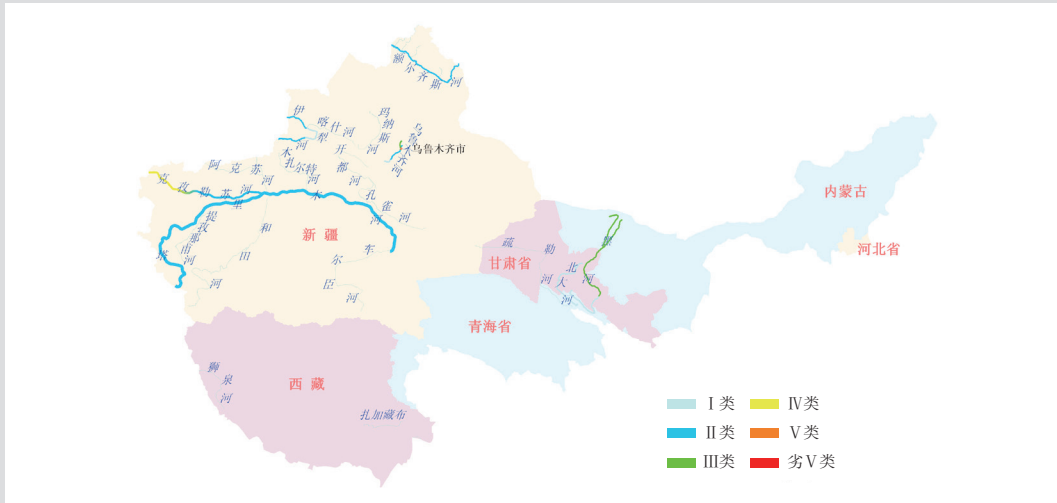 额尔齐斯河
伊犁河
喀什河
玛纳斯河
乌鲁木齐河
乌鲁木齐市
木扎尔特河
开都河
孔雀河
阿克苏河
克孜勒苏河
塔里木河
提孜那甫河
和田河
车尔臣河
新疆
疏勒河
甘肃省
北大河
黑河
青海省
内蒙古
河北省
西藏
狮泉河
扎加藏布
Ⅰ类
Ⅱ类
Ⅲ类
Ⅳ类
Ⅴ类
劣Ⅴ类